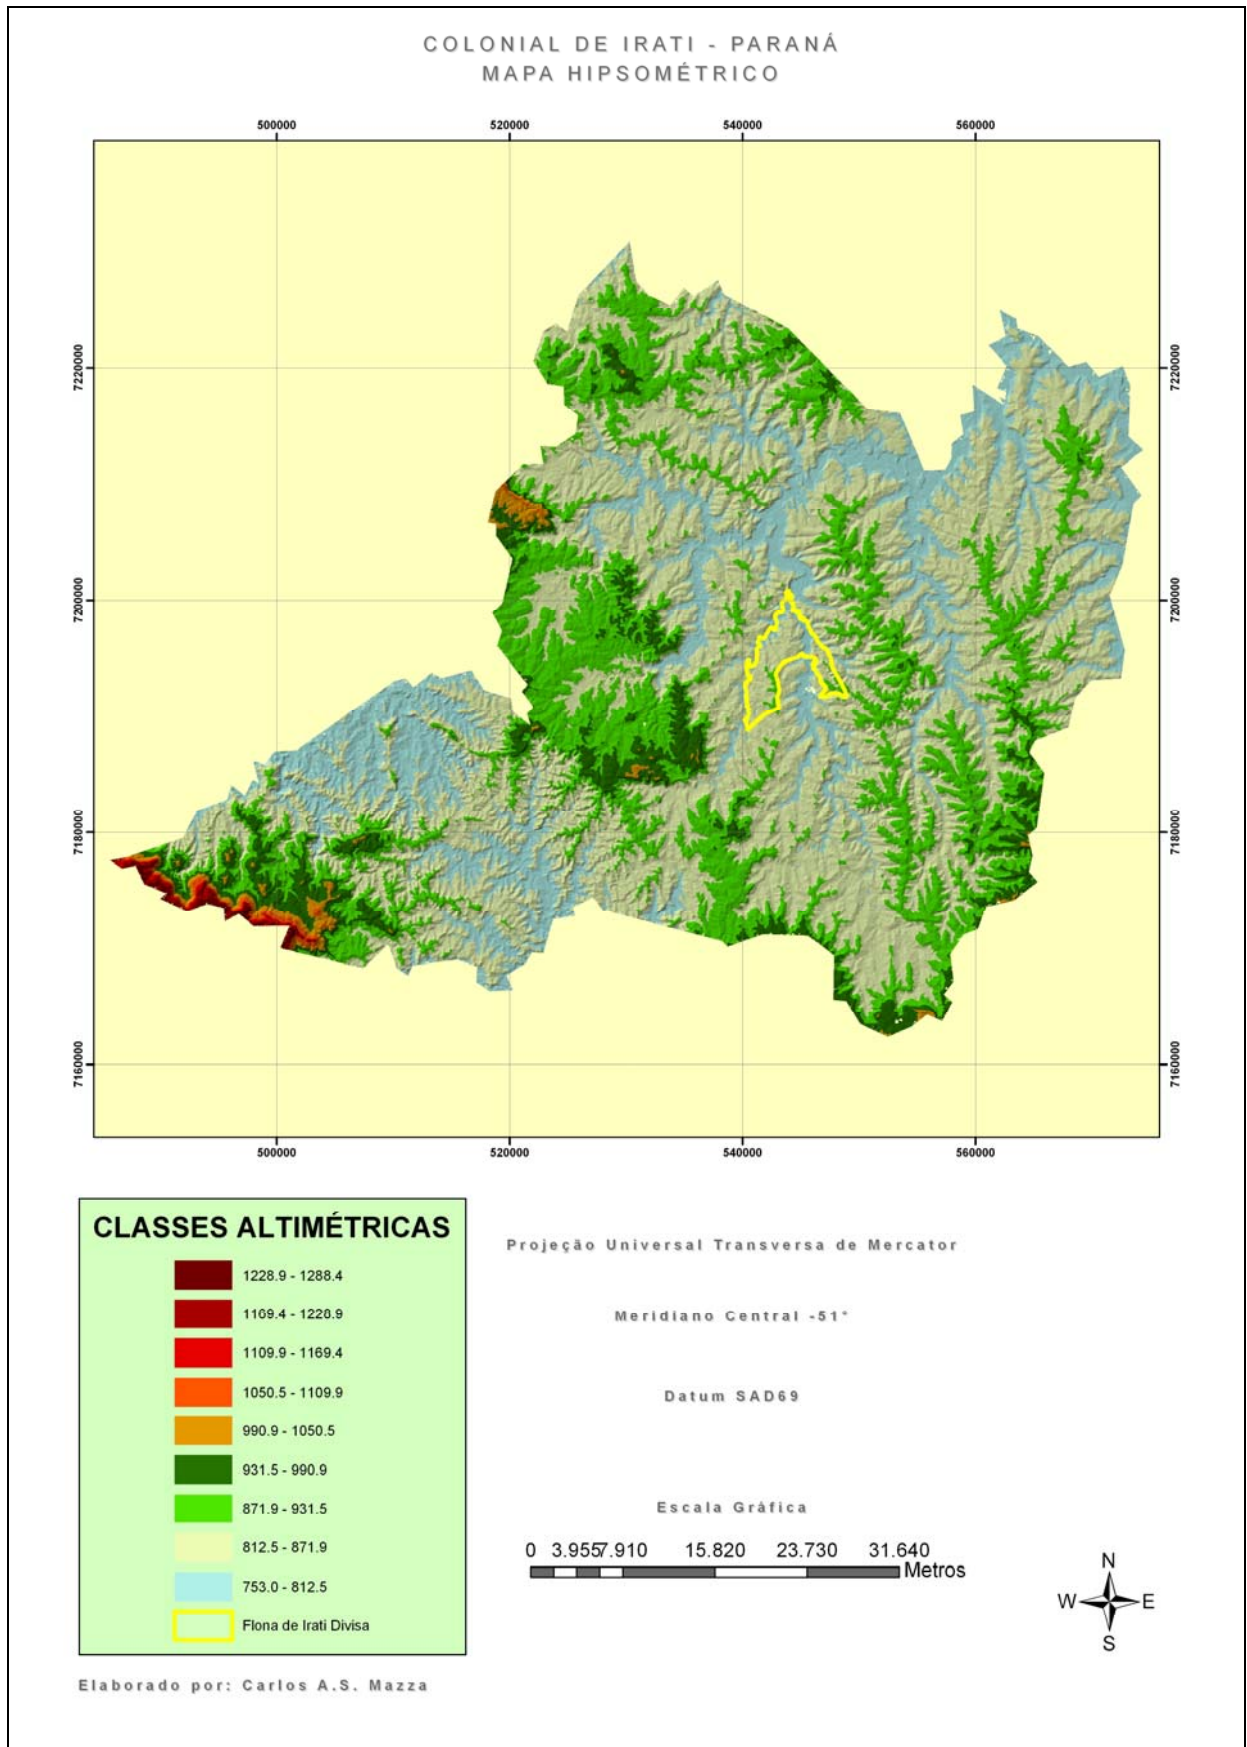 COLONIAL DE IRATI - PARANÁ
MAPA HIPSOMÉTRICO
500000 520000 540000 560000
7220000 7220000
7200000 7200000
7180000 7180000
7160000 7160000
500000 520000 540000 560000
CLASSES ALTIMÉTRICAS
1228.9 - 1288.4
1169.4 - 1228.9
1109.9 - 1169.4
1050.5 - 1109.9
990.9 - 1050.5
931.5 - 990.9
871.9 - 931.5
812.5 - 871.9
753.0 - 812.5
Flona de Irati Divisa
Projeção Universal Transversa de Mercator
Meridiano Central -51°
Datum SAD69
Escala Gráfica
0 3.955 7.910 15.820 23.730 31.640
Metros
N
W E
S
Elaborado por: Carlos A.S. Mazza